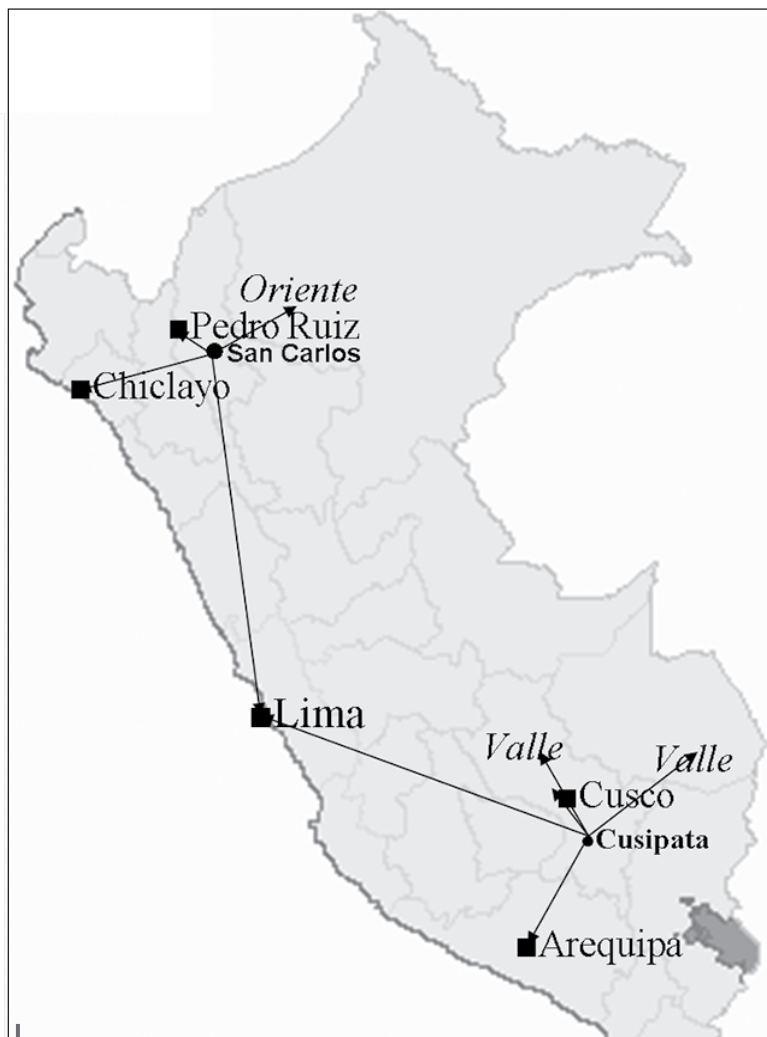 Oriente
Pedro Ruiz
San Carlos
Chiclayo
Lima
Valle
Valle
Cusco
Cusipata
Arequipa